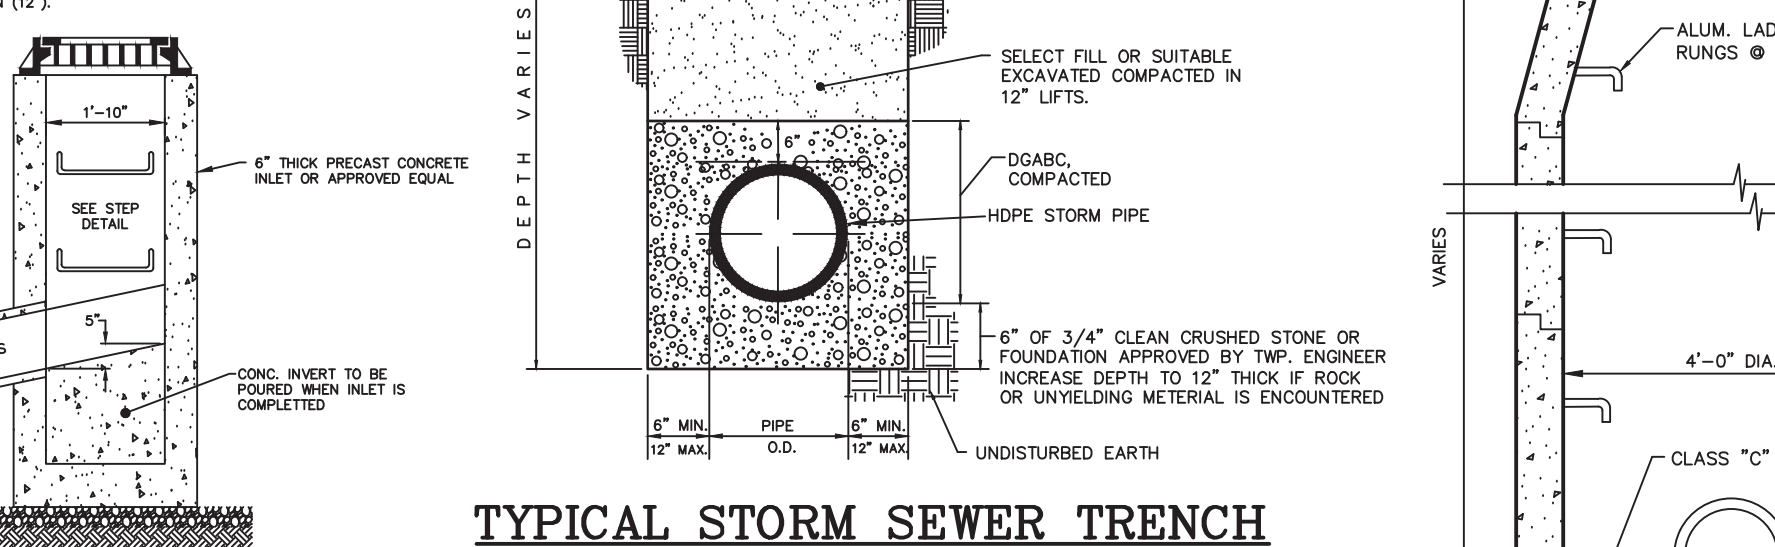 1'-10"
6" THICK PRECAST CONCRETE
INLET OR APPROVED EQUAL
SEE STEP
DETAIL
5"
CONC. INVERT TO BE
POURED WHEN INLET IS
COMPLETTED
DEPTH VARIES
SELECT FILL OR SUITABLE
EXCAVATED COMPACTED IN
12" LIFTS.
6"
DGABC,
COMPACTED
HDPE STORM PIPE
6" OF 3/4" CLEAN CRUSHED STONE OR
FOUNDATION APPROVED BY TWP. ENGINEER
INCREASE DEPTH TO 12" THICK IF ROCK
OR UNYIELDING METERIAL IS ENCOUNTERED
6" MIN.
12" MAX.
PIPE
O.D.
6" MIN.
12" MAX.
UNDISTURBED EARTH
TYPICAL STORM SEWER TRENCH
ALUM. LAD
RUNGS @
VARIES
4'-0" DIA.
CLASS "C"